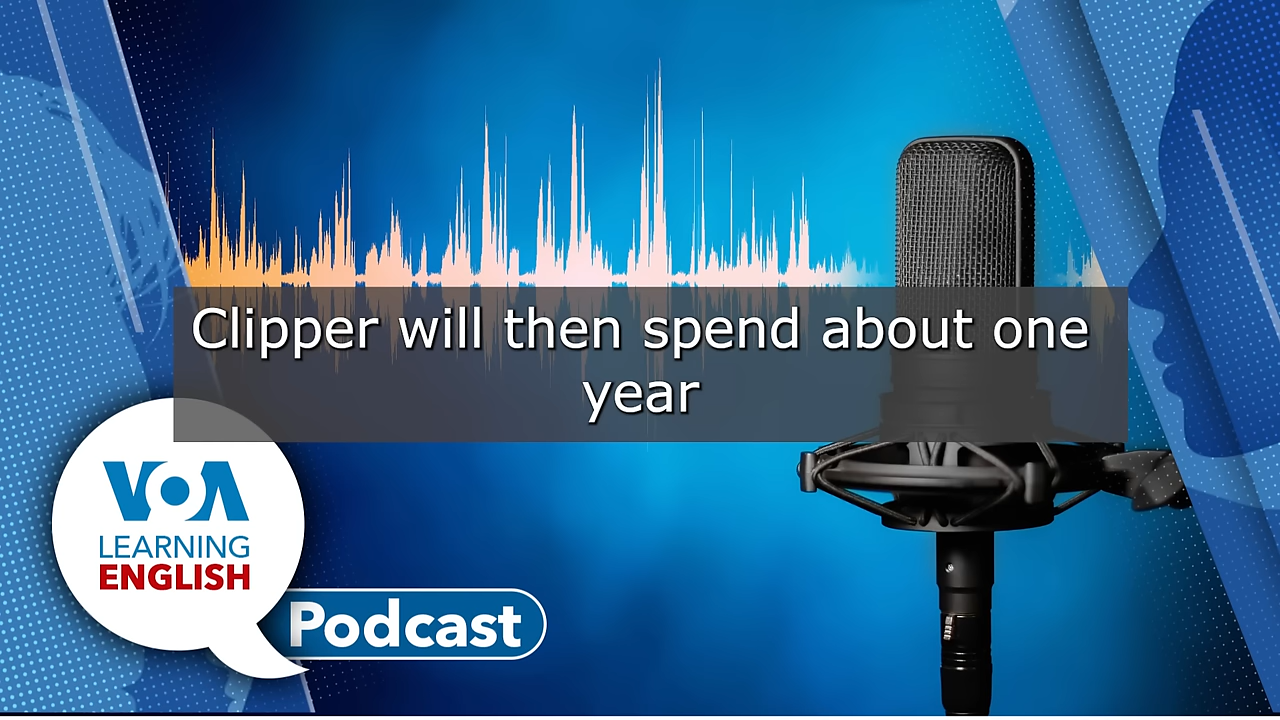 Clipper will then spend about one
year
VOA
LEARNING
ENGLISH
Podcast